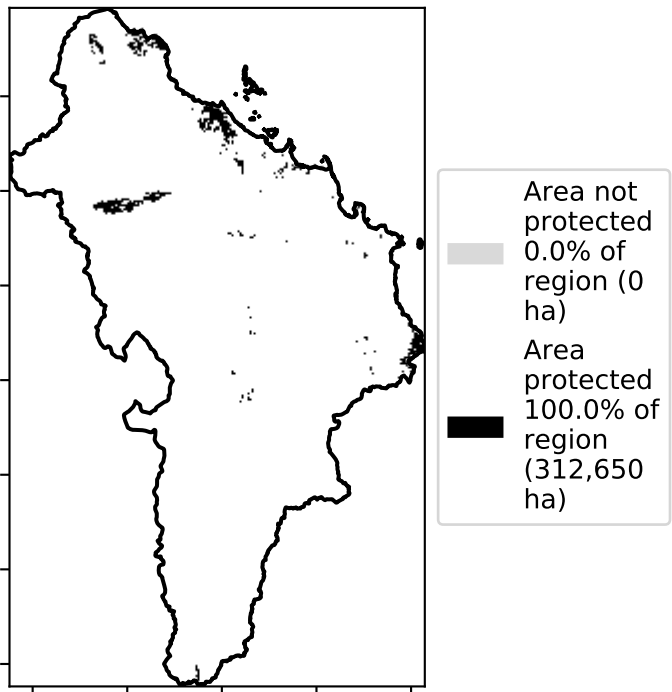 Area not
protected
0.0% of
region (0
ha)
Area
protected
100.0% of
region
(312,650
ha)